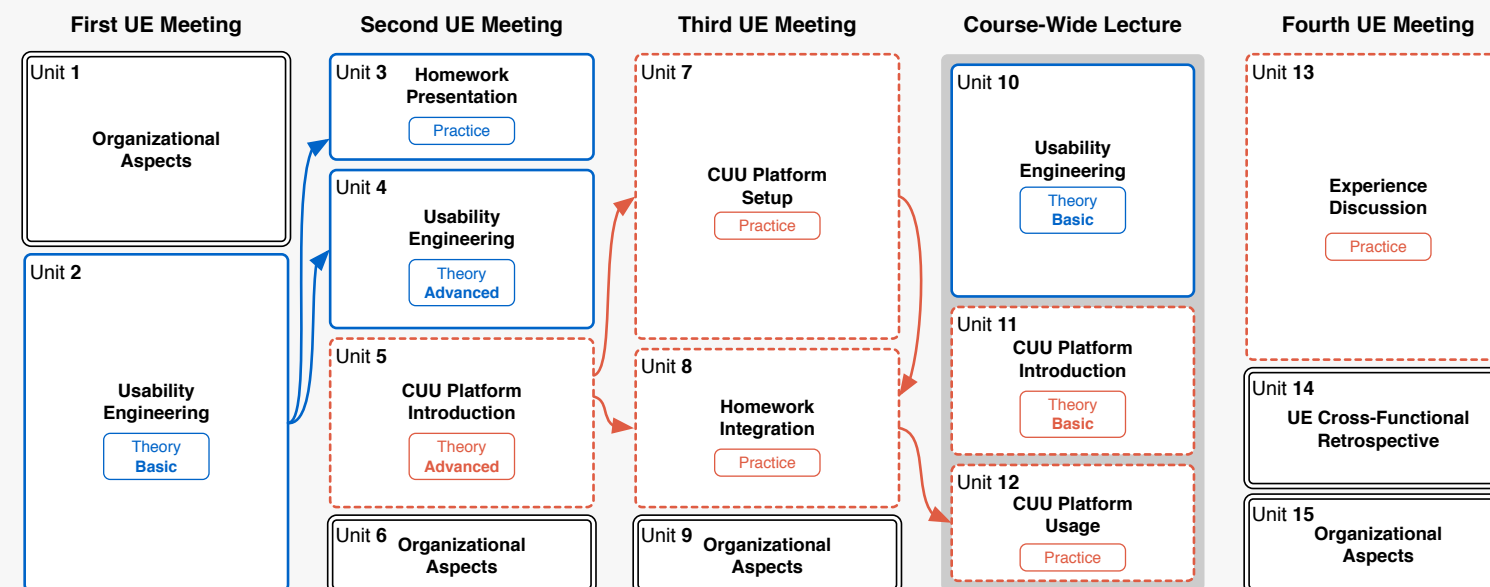 First UE Meeting
Unit 1
Organizational
Aspects
Unit 2
Usability
Engineering
Theory
Basic
Second UE Meeting
Unit 3
Homework
Presentation
Practice
Unit 4
Usability
Engineering
Theory
Advanced
Unit 5
CUU Platform
Introduction
Theory
Advanced
Unit 6
Organizational
Aspects
Third UE Meeting
Unit 7
CUU Platform
Setup
Practice
Unit 8
Homework
Integration
Practice
Unit 9
Organizational
Aspects
Course-Wide Lecture
Unit 10
Usability
Engineering
Theory
Basic
Unit 11
CUU Platform
Introduction
Theory
Basic
Unit 12
CUU Platform
Usage
Practice
Fourth UE Meeting
Unit 13
Experience
Discussion
Practice
Unit 14
UE Cross-Functional
Retrospective
Unit 15
Organizational
Aspects